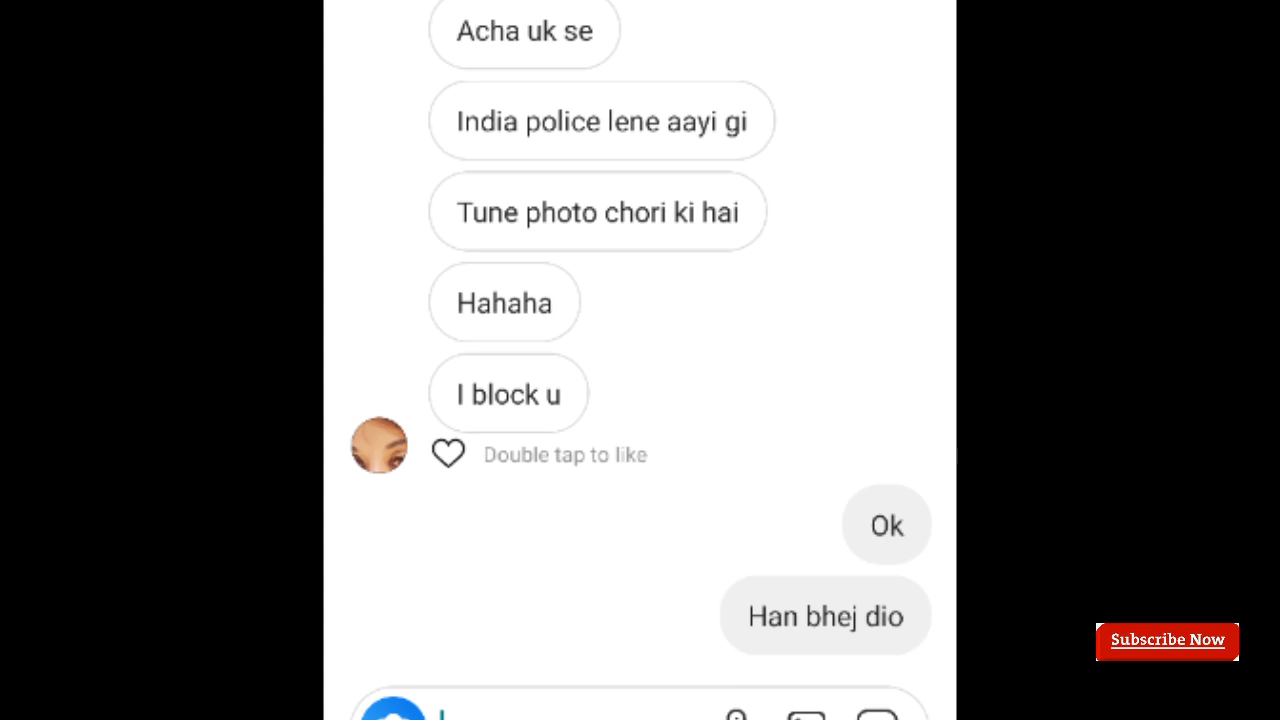 Acha uk se
India police lene aayi gi
Tune photo chori ki hai
Hahaha
I block u
Double tap to like
Ok
Han bhej dio
Subscribe Now